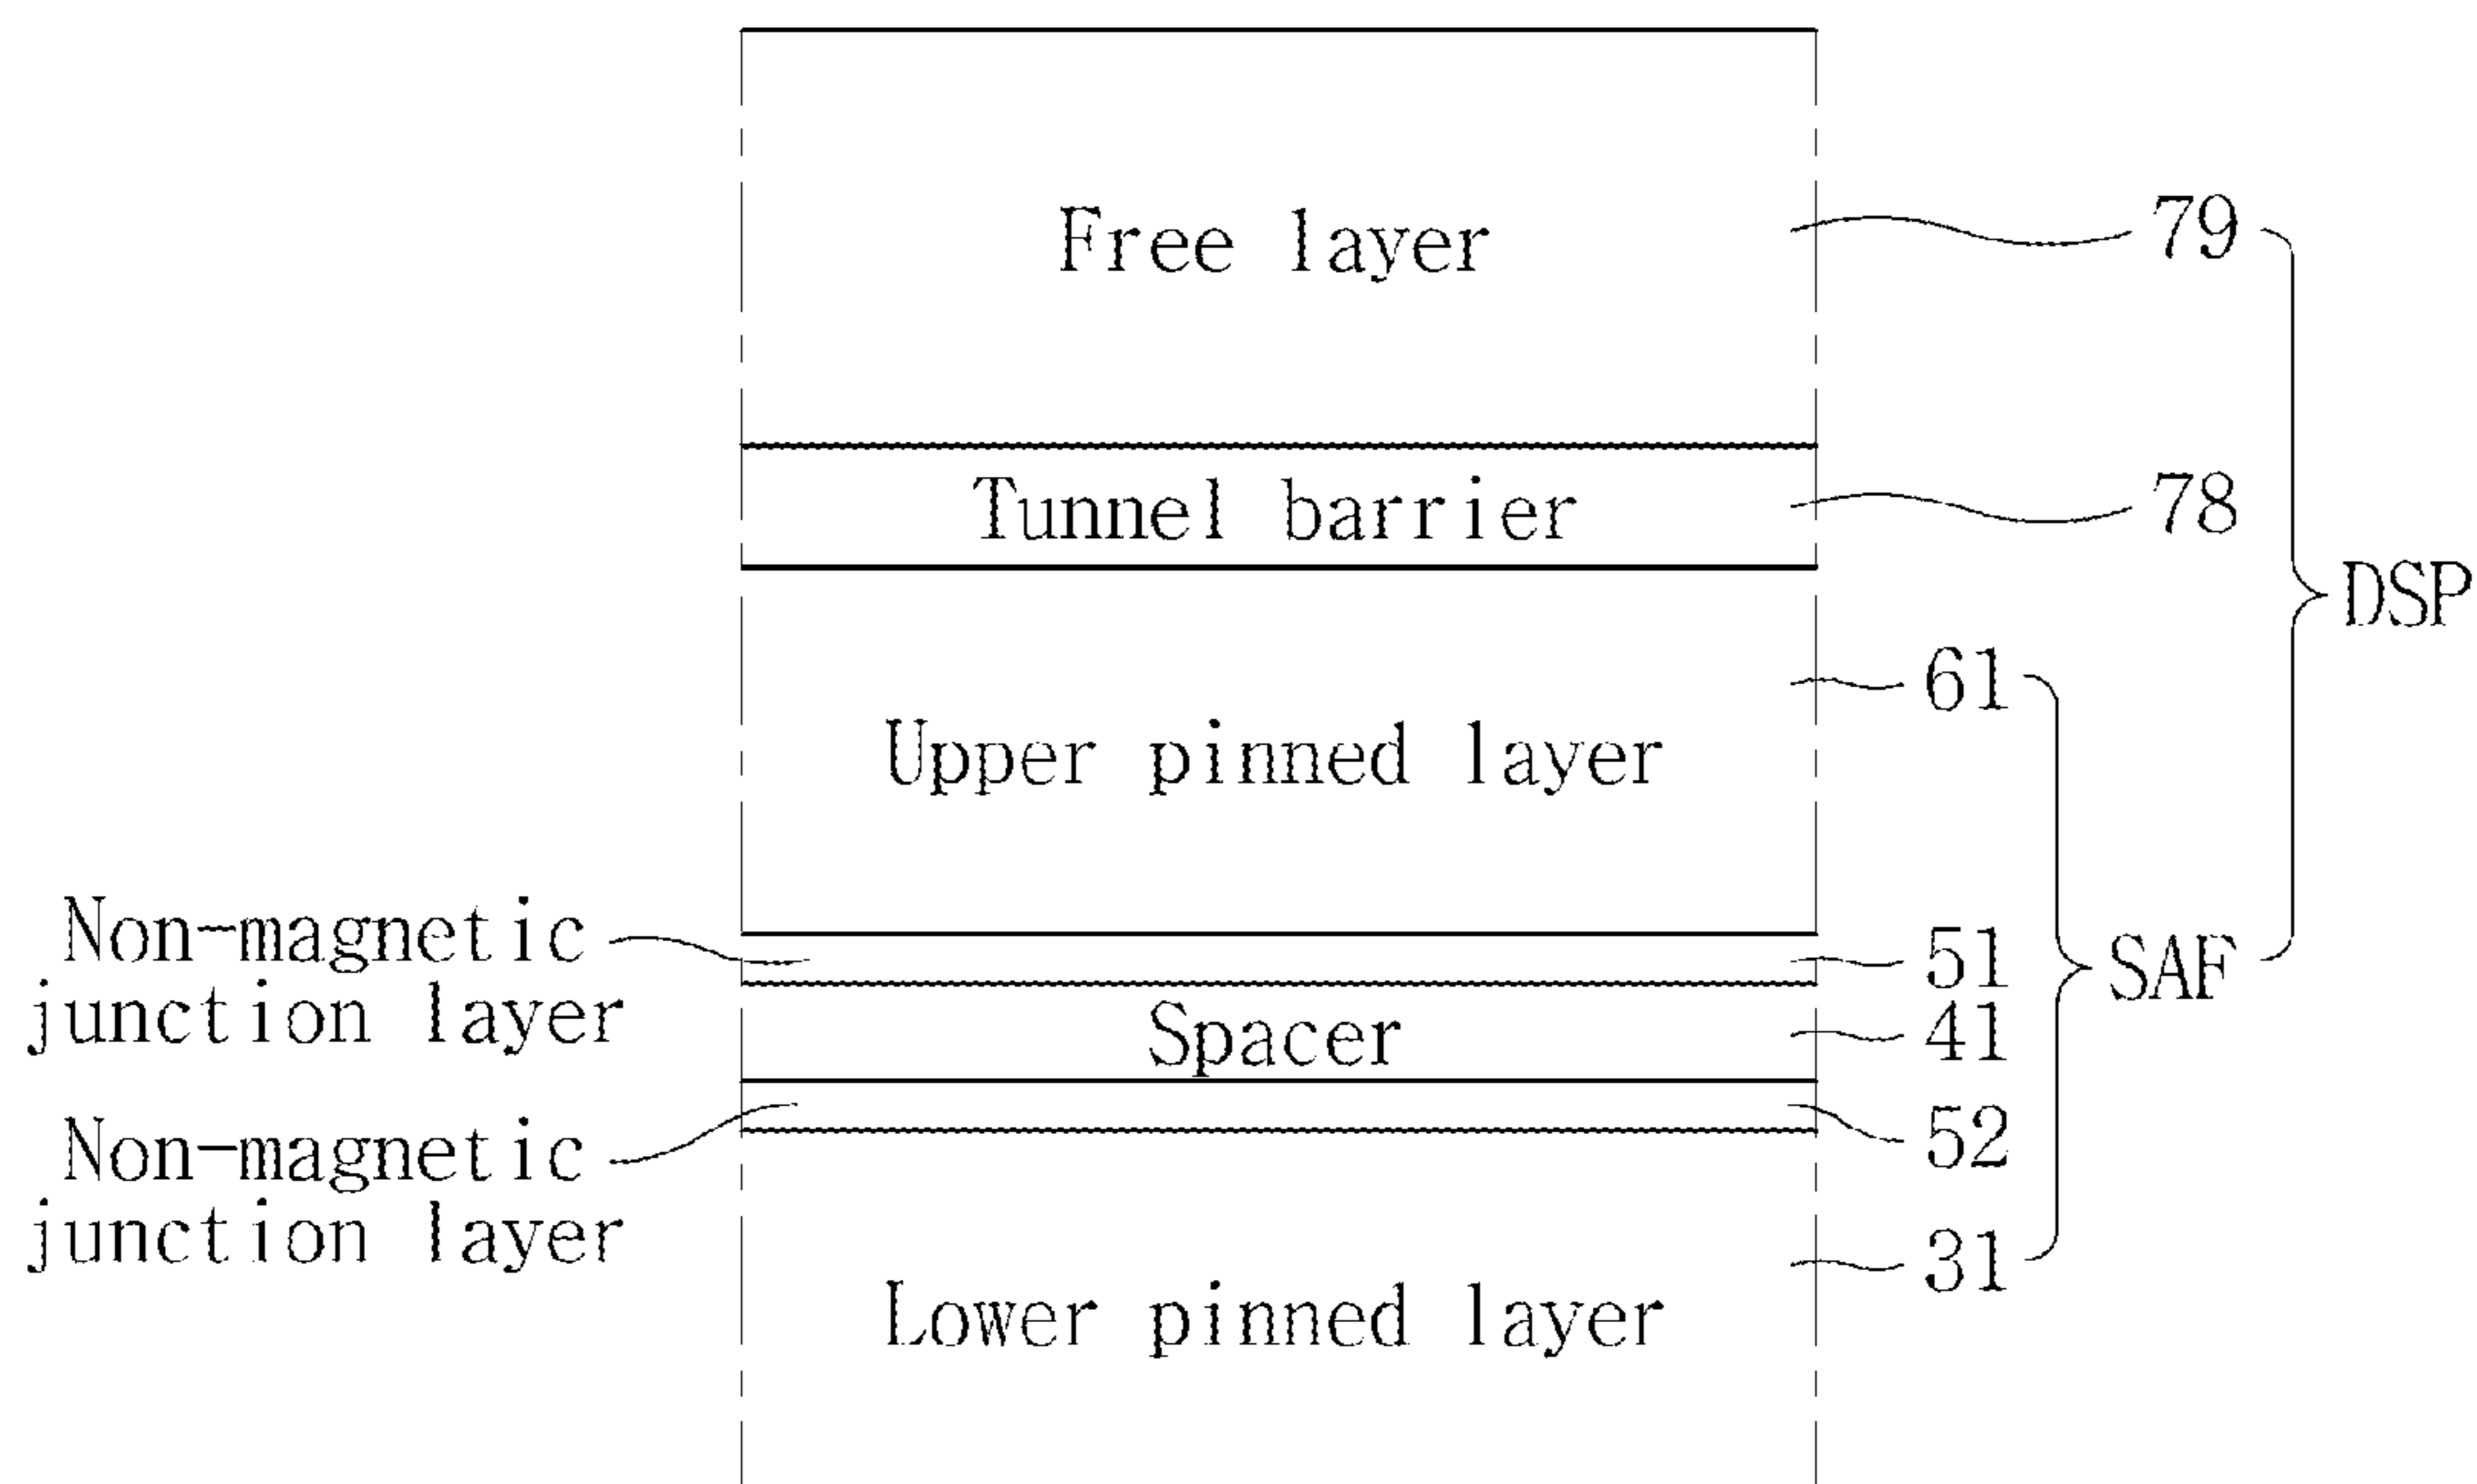 Free layer
79
Tunnel barrier
78
DSP
61
Upper pinned layer
Non-magnetic
junction layer
51
SAF
Spacer
41
Non-magnetic
junction layer
52
31
Lower pinned layer